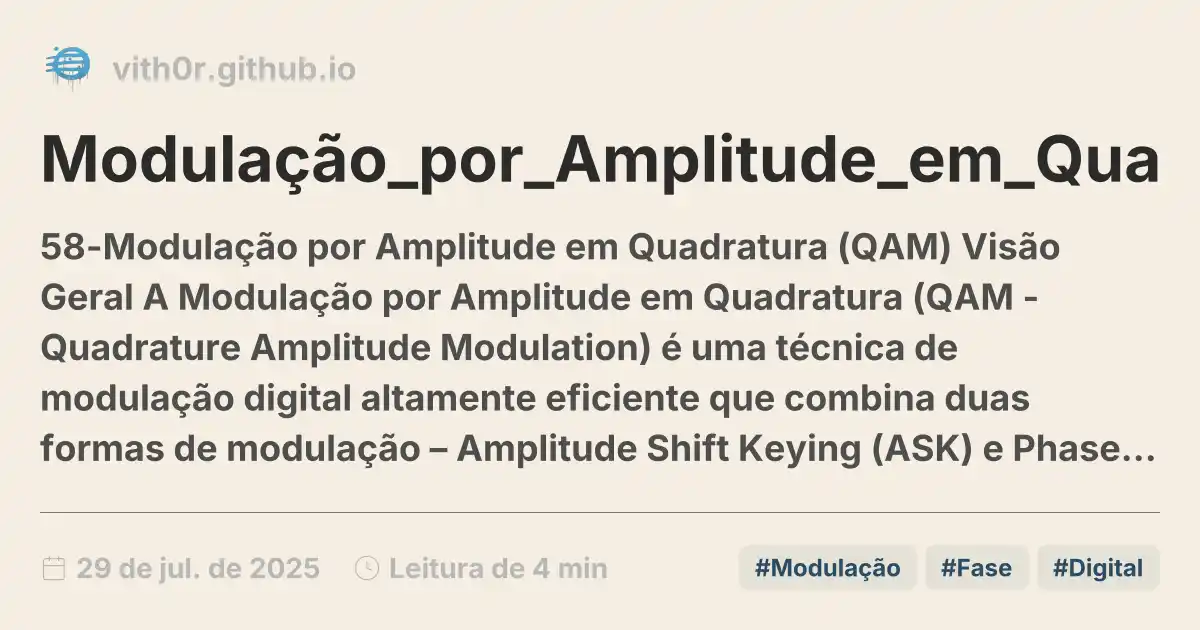 vith0r.github.io
Modulação_por_Amplitude_em_Qua
58-Modulação por Amplitude em Quadratura (QAM) Visão
Geral A Modulação por Amplitude em Quadratura (QAM -
Quadrature Amplitude Modulation) é uma técnica de
modulação digital altamente eficiente que combina duas
formas de modulação – Amplitude Shift Keying (ASK) e Phase...
29 de jul. de 2025
Leitura de 4 min
#Modulação
#Fase
#Digital